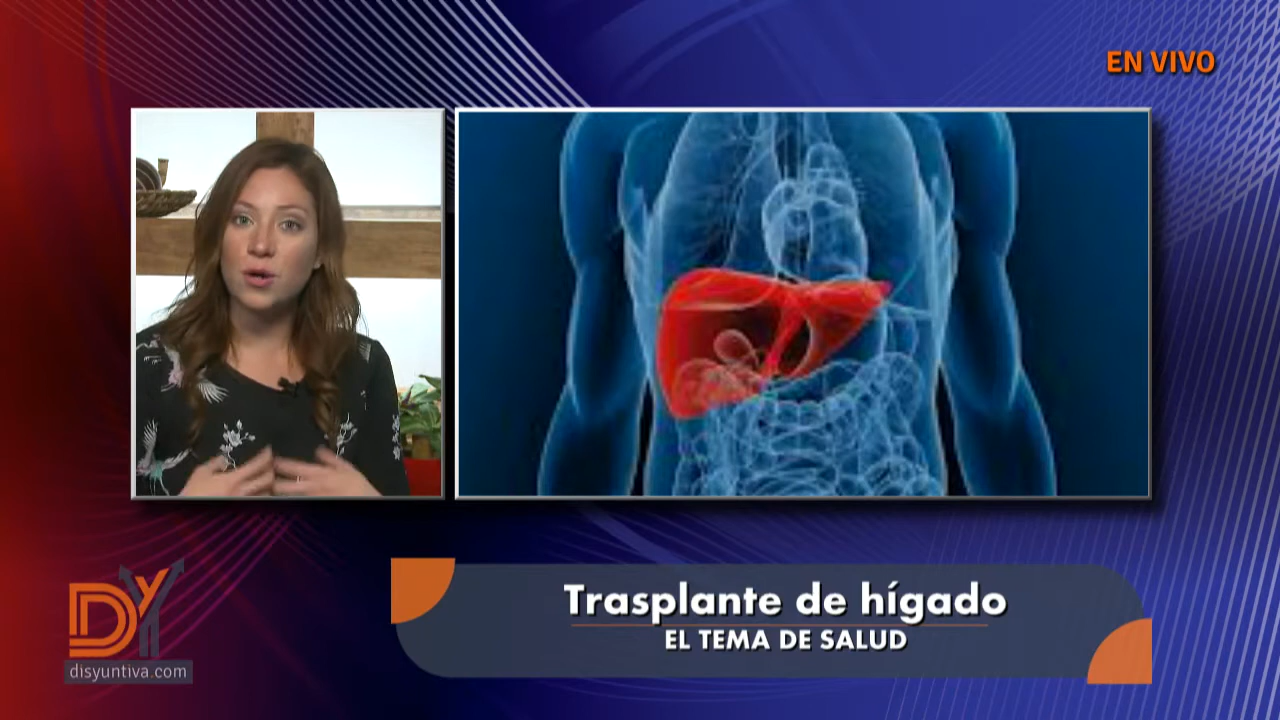 EN VIVO
Trasplante de hígado
EL TEMA DE SALUD
DY
disyuntiva.com